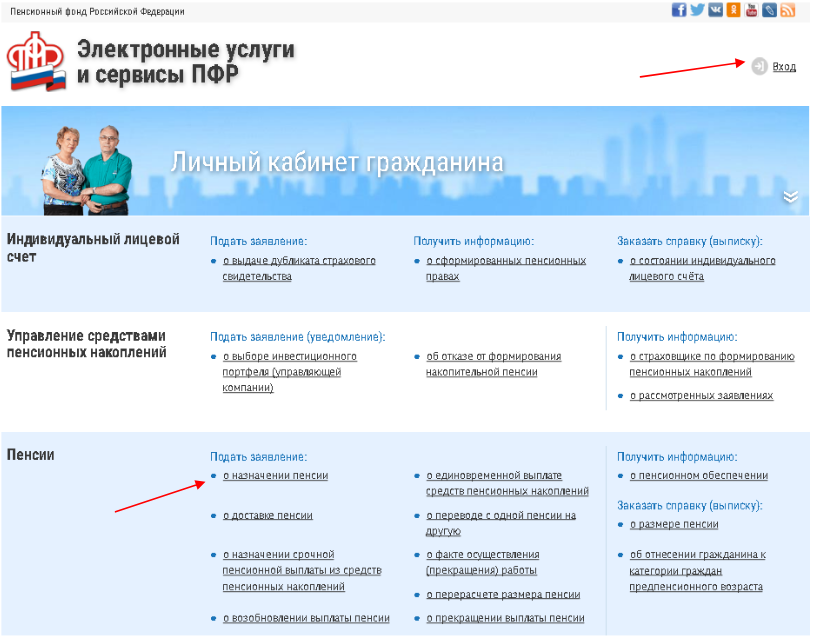 Пенсионный фонд Российской Федерации
Электронные услуги
и сервисы ПФР
Вход
Личный кабинет гражданина
Индивидуальный лицевой
счет
Подать заявление:
о выдаче дубликата страхового
свидетельства
Получить информацию:
о сформированных пенсионных
правах
Заказать справку (выписку):
о состоянии индивидуального
лицевого счёта
Управление средствами
пенсионных накоплений
Подать заявление (уведомление):
о выборе инвестиционного
портфеля (управляющей
компании)
об отказе от формирования
накопительной пенсии
Получить информацию:
о страховщике по формированию
пенсионных накоплений
о рассмотренных заявлениях
Пенсии
Подать заявление:
о назначении пенсии
о доставке пенсии
о назначении срочной
пенсионной выплаты из средств
пенсионных накоплений
о возобновлении выплаты пенсии
о единовременной выплате
средств пенсионных накоплений
о переводе с одной пенсии на
другую
о факте осуществления
(прекращения) работы
о перерасчете размера пенсии
о прекращении выплаты пенсии
Получить информацию:
о пенсионном обеспечении
Заказать справку (выписку):
о размере пенсии
об отнесении гражданина к
категории граждан
предпенсионного возраста